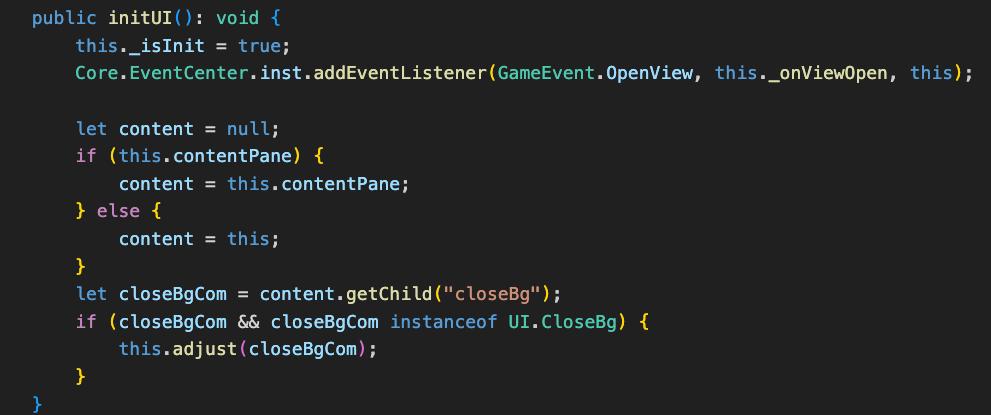 public initUI(): void {
    this._isInit = true;
    Core.EventCenter.inst.addEventListener(GameEvent.OpenView, this._onViewOpen, this);

    let content = null;
    if (this.contentPane) {
        content = this.contentPane;
    } else {
        content = this;
    }
    let closeBgCom = content.getChild("closeBg");
    if (closeBgCom && closeBgCom instanceof UI.CloseBg) {
        this.adjust(closeBgCom);
    }
}